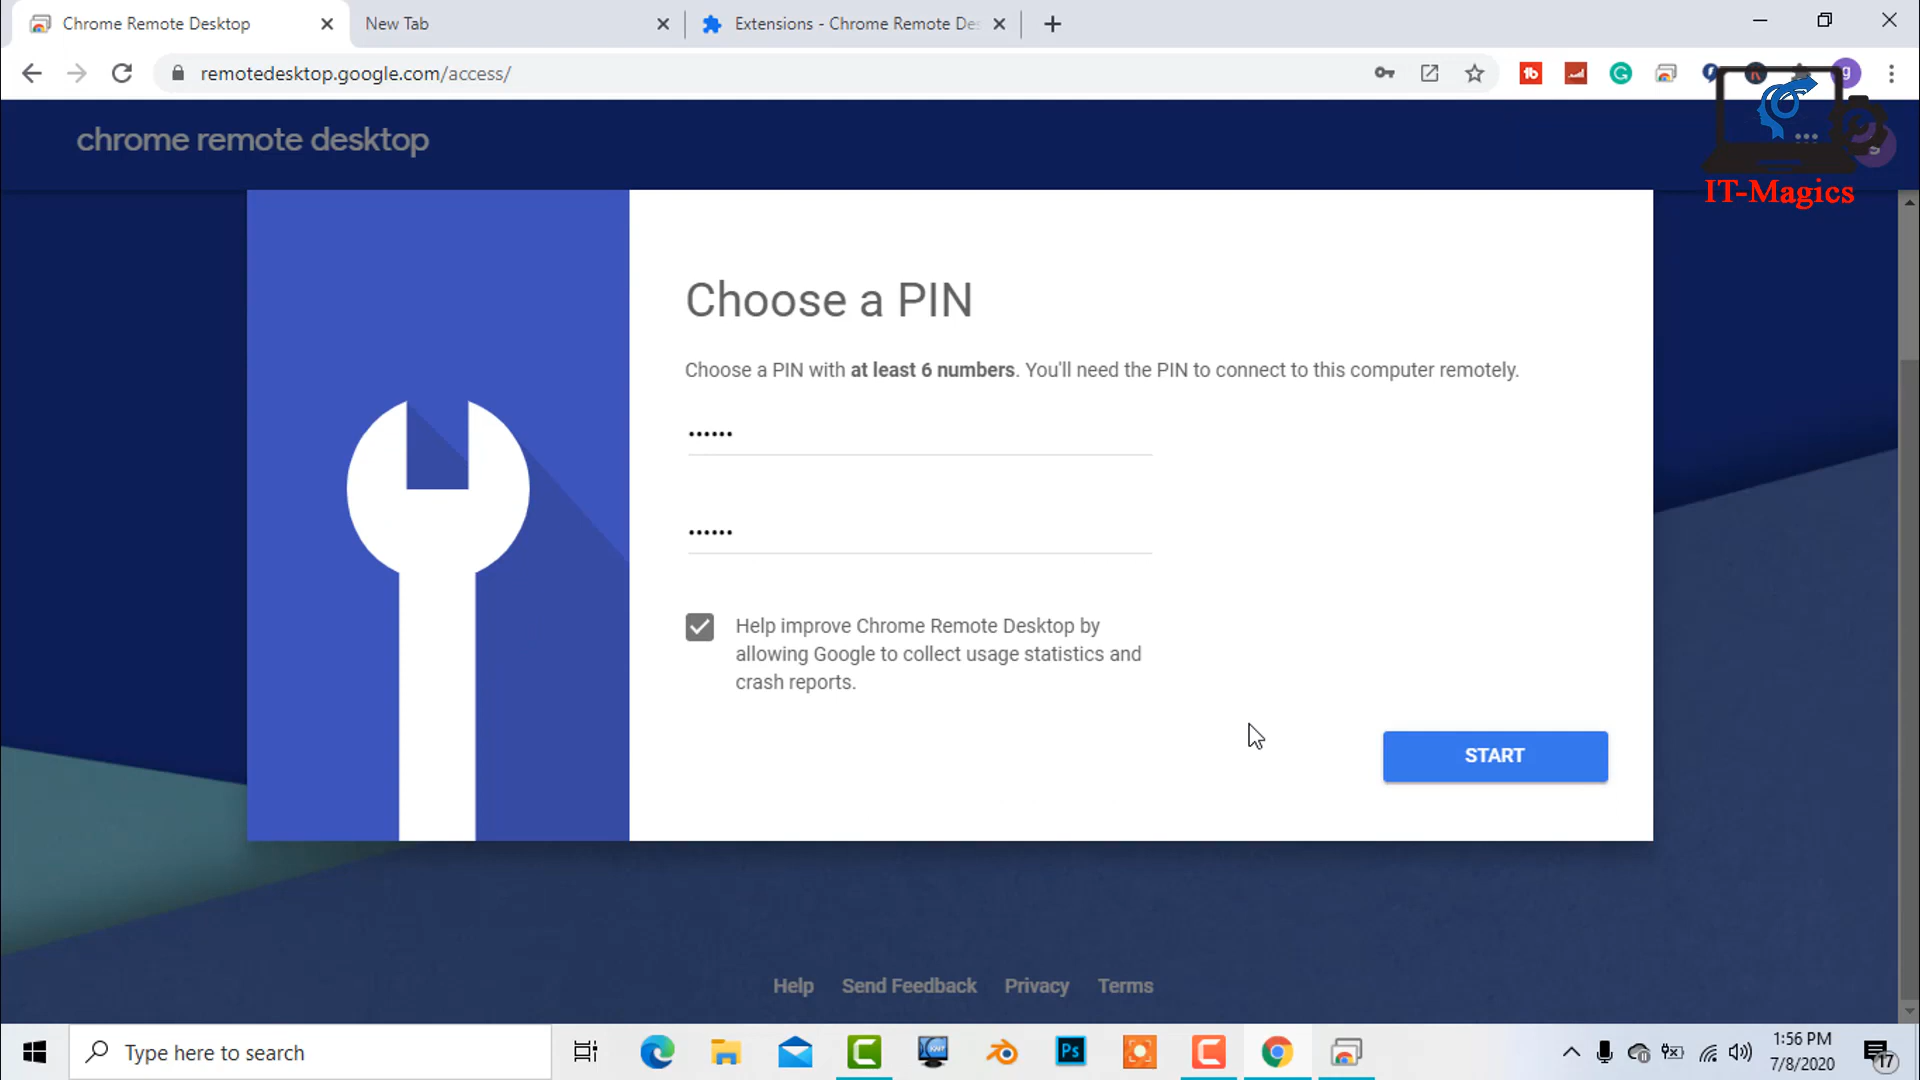 Chrome Remote Desktop
New Tab
Extensions - Chrome Remote De
remotedesktop.google.com/access/
chrome remote desktop
IT-Magics
Choose a PIN
Choose a PIN with at least 6 numbers. You'll need the PIN to connect to this computer remotely.
••••••
••••••
Help improve Chrome Remote Desktop by
allowing Google to collect usage statistics and
crash reports.
START
Help
Send Feedback
Privacy
Terms
Type here to search
Ps
1:56 PM
7/8/2020
17